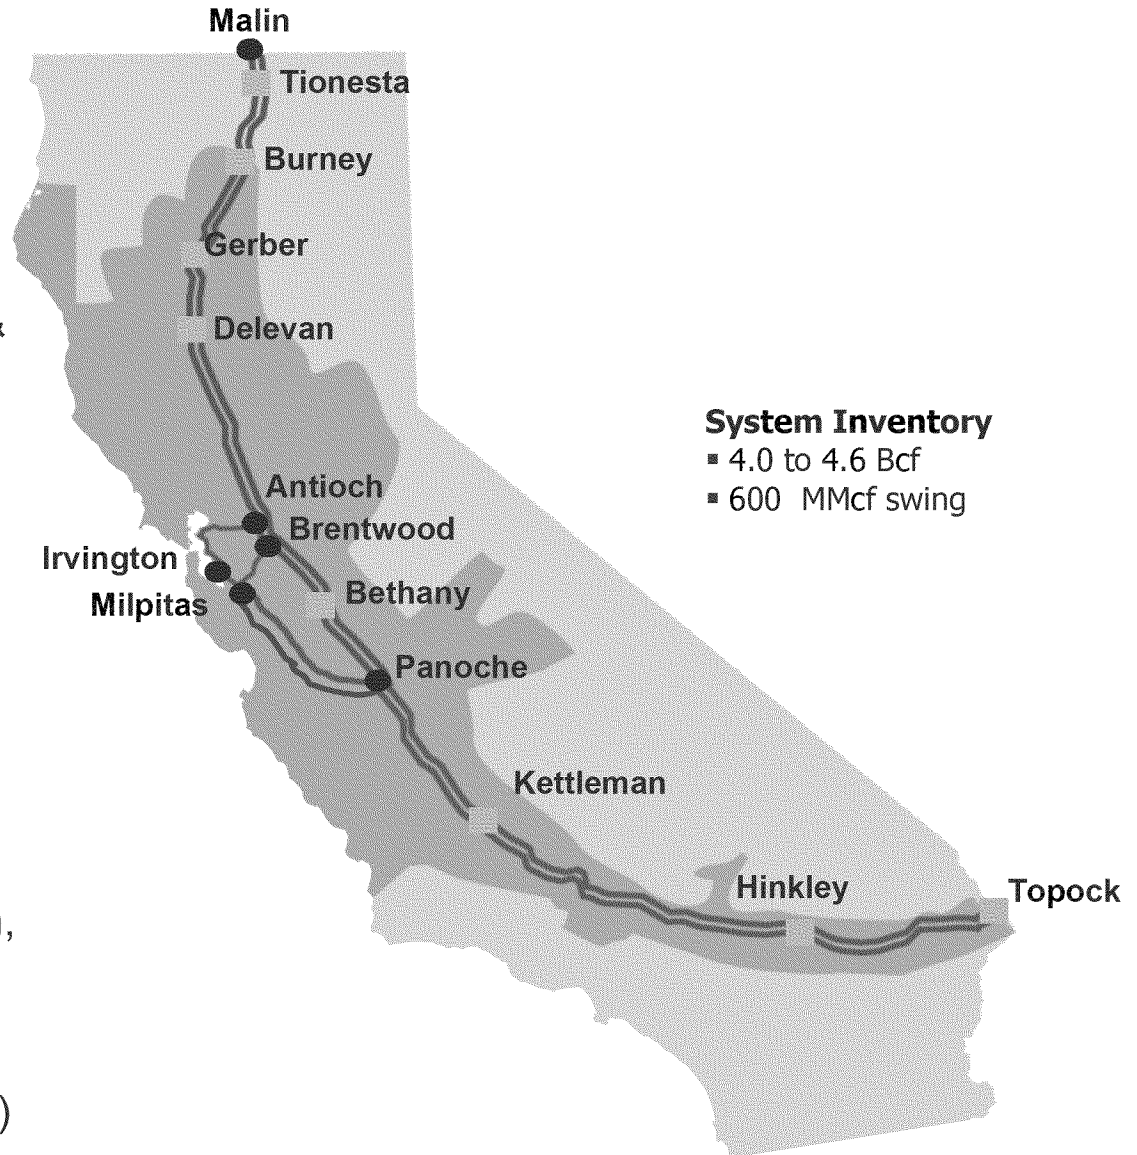 Malin
Tionesta
Burney
Gerber
&
Delevan
System Inventory
▪ 4.0 to 4.6 Bcf
▪ 600 MMcf swing
Antioch
Brentwood
Irvington
Bethany
Milpitas
Panoche
Kettleman
Hinkley
Topock
),
)